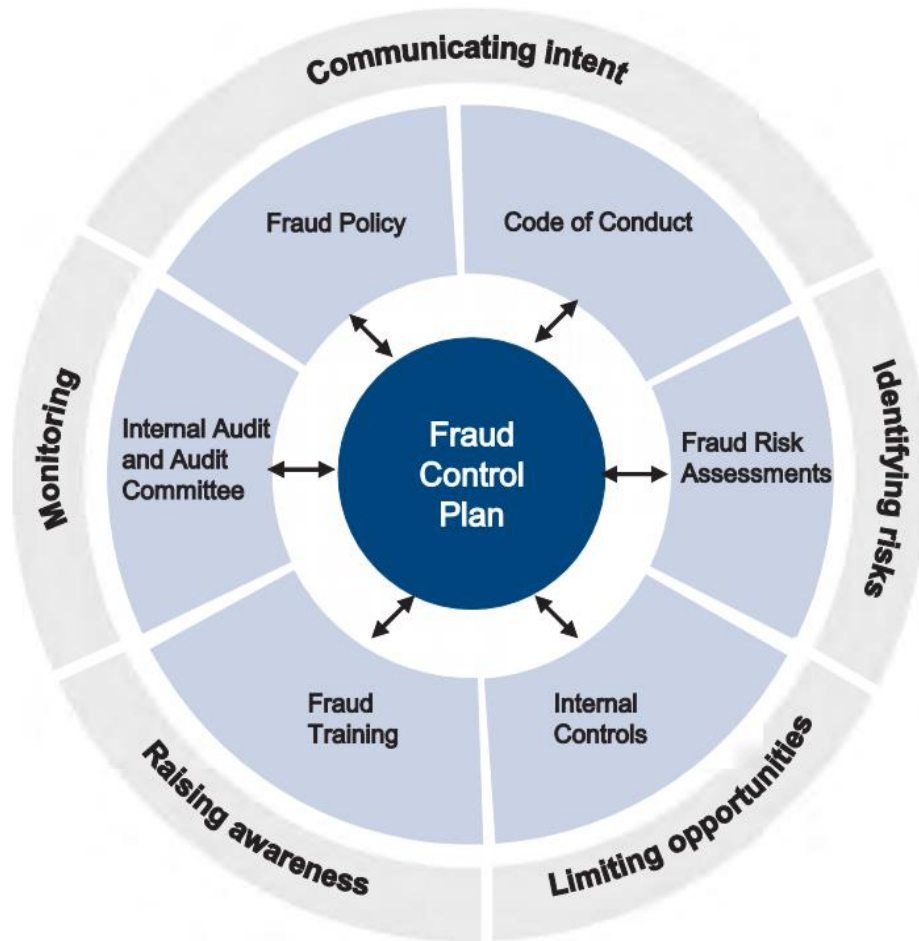 Communicating intent
Fraud Policy
Code of Conduct
Monitoring
Internal Audit
and Audit
Committee
Fraud
Control
Plan
Fraud Risk
Assessments
Identifying risks
Fraud
Training
Internal
Controls
Raising awareness
Limiting opportunities